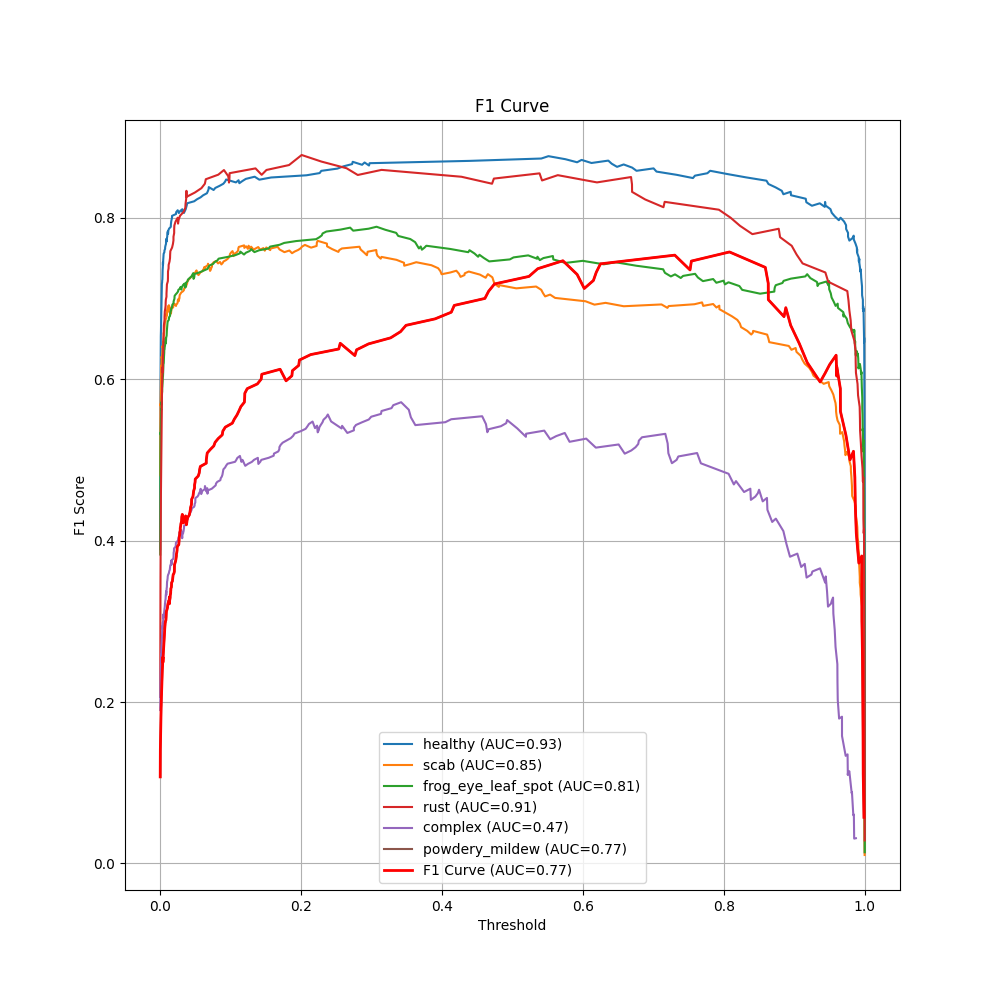 F1 Curve
F1 Score
0.8
0.6
0.4
0.2
0.0
healthy (AUC=0.93)
scab (AUC=0.85)
frog_eye_leaf_spot (AUC=0.81)
rust (AUC=0.91)
complex (AUC=0.47)
powdery_mildew (AUC=0.77)
F1 Curve (AUC=0.77)
0.0 0.2 0.4 0.6 0.8 1.0
Threshold